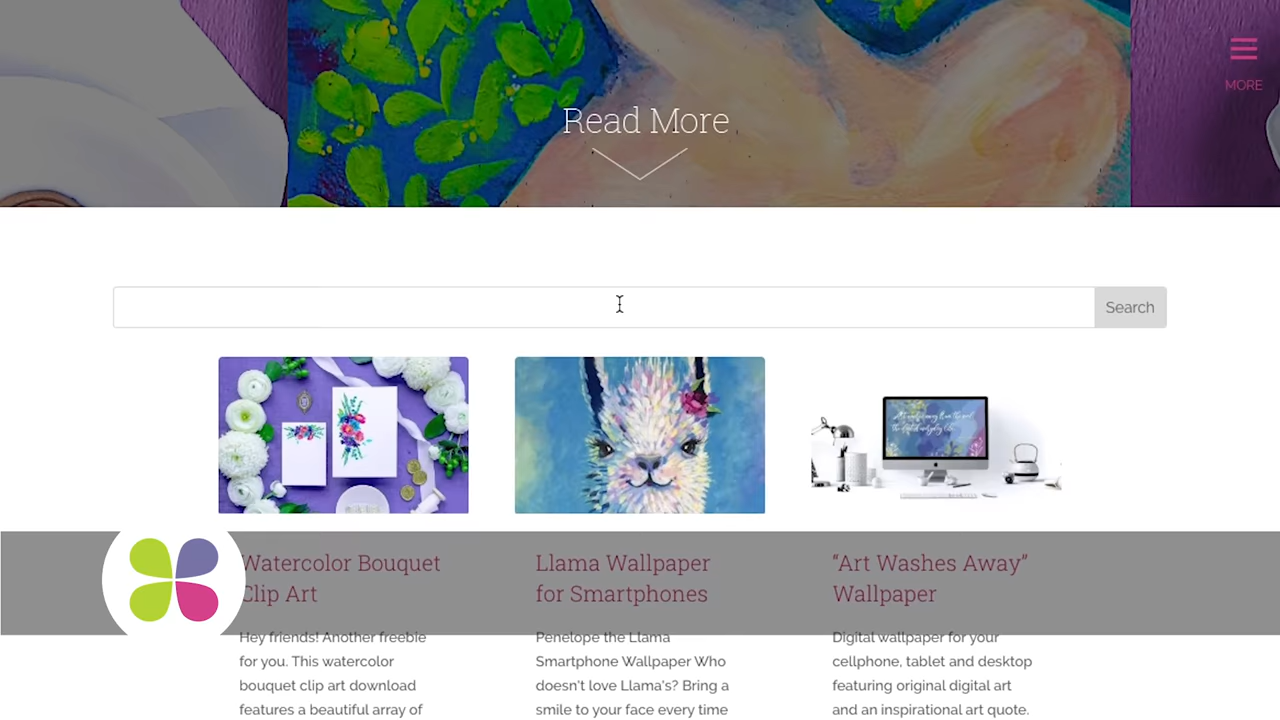 MORE
Read More
Search
Watercolor Bouquet
Clip Art
Hey friends! Another freebie
for you. This watercolor
bouquet clip art download
features a beautiful array of
Llama Wallpaper
for Smartphones
Penelope the Llama
Smartphone Wallpaper Who
doesn't love Llama's? Bring a
smile to your face every time
“Art Washes Away”
Wallpaper
Digital wallpaper for your
cellphone, tablet and desktop
featuring original digital art
and an inspirational art quote.